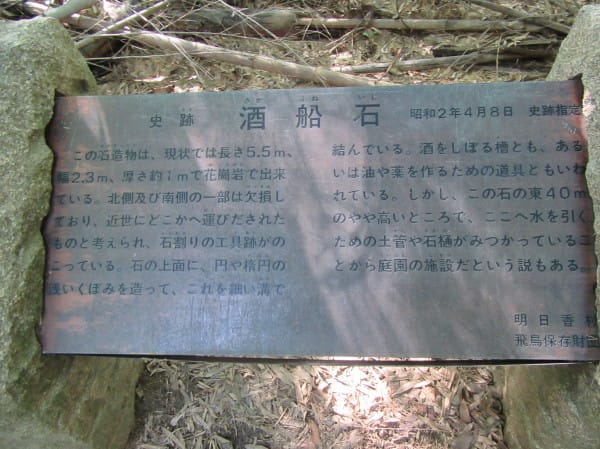 史跡 酒船石 昭和2年4月8日 史跡指定
さかふねいし
この石造物は、現状では長さ5.5m、
幅2.3m、厚さ約1mで花崗岩で出来
ている。北側及び南側の一部は欠損し
ており、近世にどこかへ運びだされた
ものと考えられ、石割りの工具跡がの
こっている。石の上面に、円や楕円の
浅いくぼみを造って、これを細い溝で
結んでいる。酒をしぼる槽とも、ある
いは油や薬を作るための道具ともいわ
れている。しかし、この石の東40m
のやや高いところで、ここへ水を引く
ための土管や石樋がみつかっているこ
とから庭園の施設だという説もある。
明日香村
飛鳥保存財